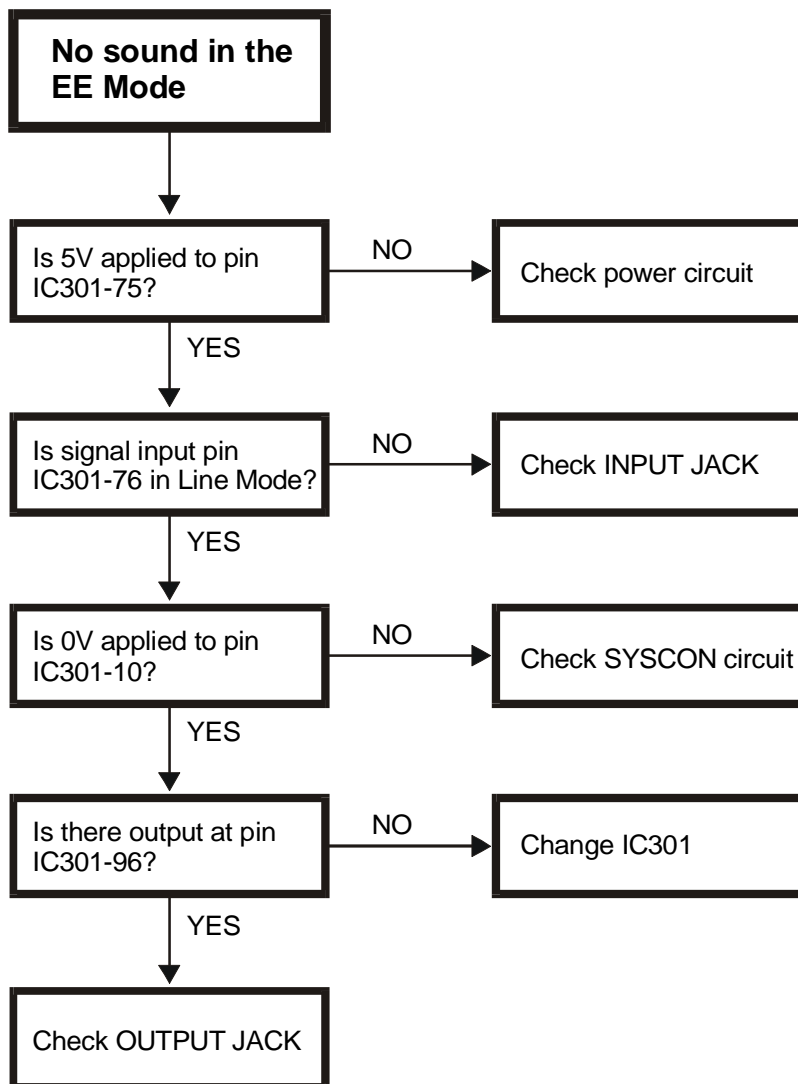 No sound in the
EE Mode
Is 5V applied to pin
IC301-75?
NO
Check power circuit
YES
Is signal input pin
IC301-76 in Line Mode?
NO
Check INPUT JACK
YES
Is 0V applied to pin
IC301-10?
NO
Check SYSCON circuit
YES
Is there output at pin
IC301-96?
NO
Change IC301
YES
Check OUTPUT JACK